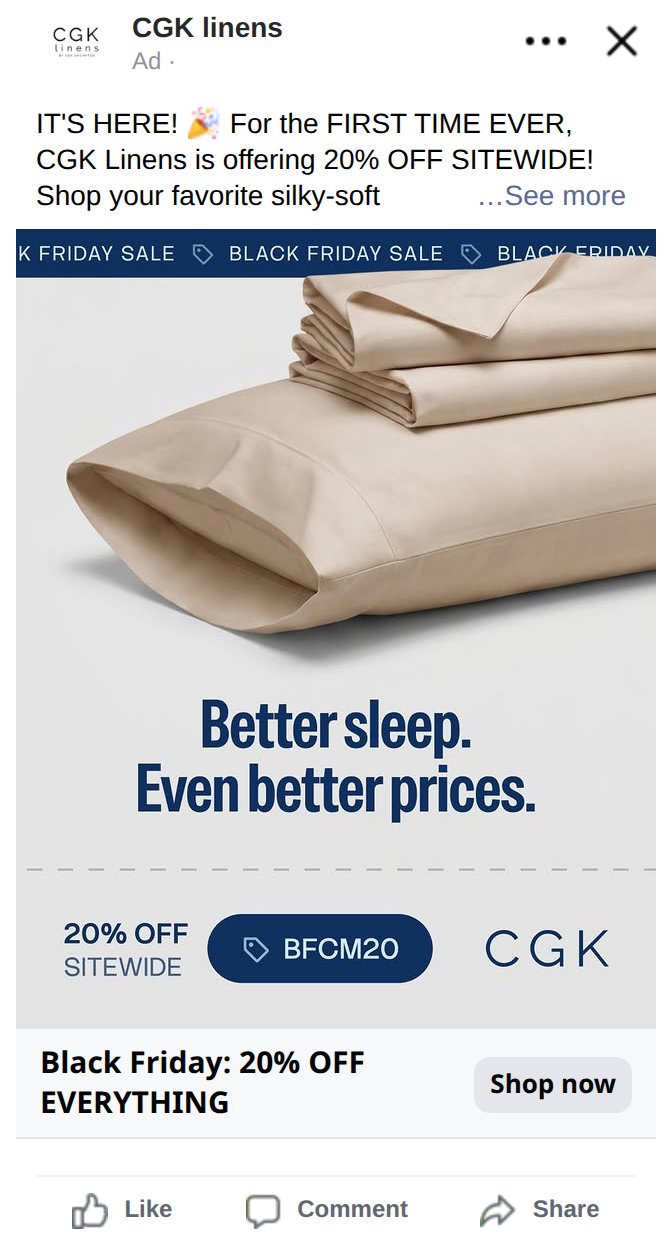 CGK
linens
CGK linens
Ad ·
IT'S HERE! 🎉 For the FIRST TIME EVER,
CGK Linens is offering 20% OFF SITEWIDE!
Shop your favorite silky-soft …See more
K FRIDAY SALE BLACK FRIDAY SALE BLACK FRIDAY
Better sleep.
Even better prices.
20% OFF
SITEWIDE
BFCM20
CGK
Black Friday: 20% OFF
EVERYTHING
Shop now
Like Comment Share